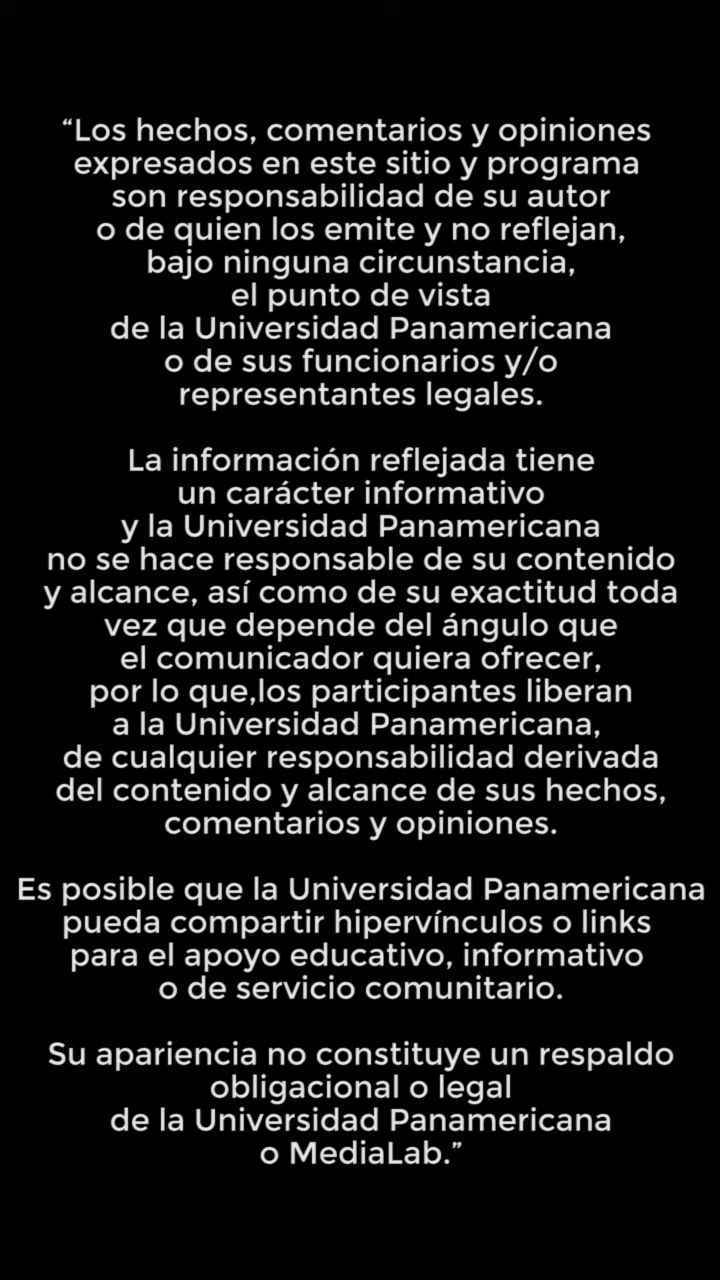 “Los hechos, comentarios y opiniones
expresados en este sitio y programa
son responsabilidad de su autor
o de quien los emite y no reflejan,
bajo ninguna circunstancia,
el punto de vista
de la Universidad Panamericana
o de sus funcionarios y/o
representantes legales.
La información reflejada tiene
un carácter informativo
y la Universidad Panamericana
no se hace responsable de su contenido
y alcance, así como de su exactitud toda
vez que depende del ángulo que
el comunicador quiera ofrecer,
por lo que,los participantes liberan
a la Universidad Panamericana,
de cualquier responsabilidad derivada
del contenido y alcance de sus hechos,
comentarios y opiniones.
Es posible que la Universidad Panamericana
pueda compartir hipervínculos o links
para el apoyo educativo, informativo
o de servicio comunitario.
Su apariencia no constituye un respaldo
obligacional o legal
de la Universidad Panamericana
o MediaLab.”